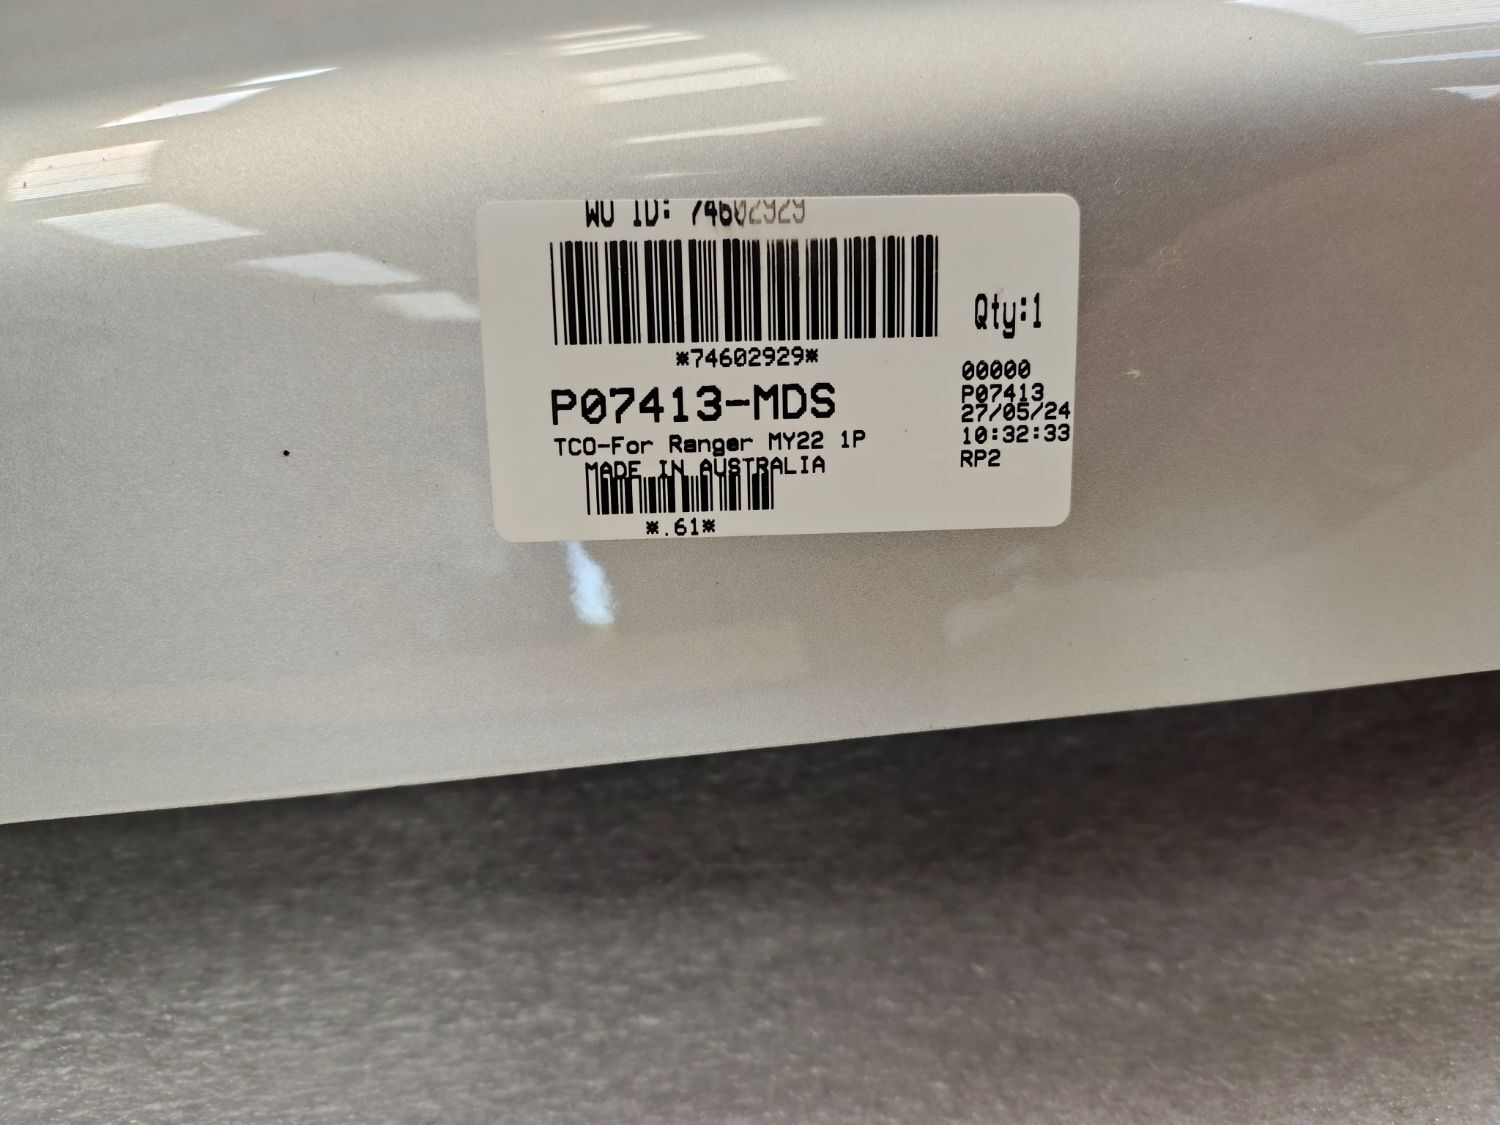 WO ID: 74602929
*74602929*
Qty:1
P07413-MDS
TCO-For Ranger MY22 1P
MADE IN AUSTRALIA
*.61*
00000
P07413
27/05/24
10:32:33
RP2